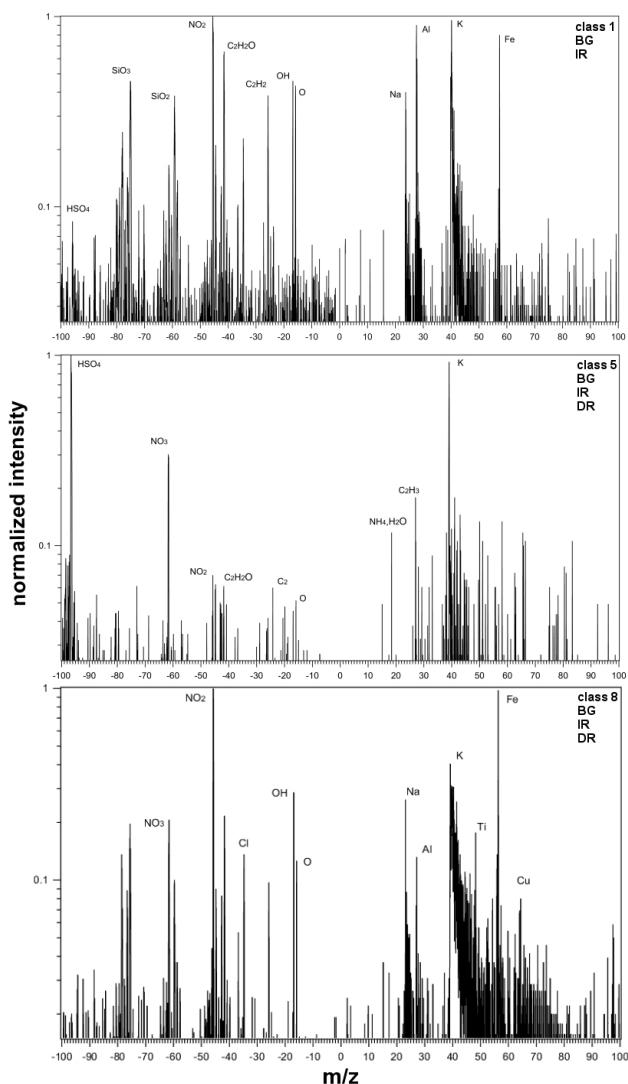 class 1
BG
IR
1
0.1
NO2
C2H2O
SiO3
SiO2
C2H2
OH
O
HSO4
Na
Al
K
Fe
-100 -90 -80 -70 -60 -50 -40 -30 -20 -10 0 10 20 30 40 50 60 70 80 90 100
class 5
BG
IR
DR
1
0.1
HSO4
NO3
NO2
C2H2O
C2
O
NH4,H2O
C2H3
K
-100 -90 -80 -70 -60 -50 -40 -30 -20 -10 0 10 20 30 40 50 60 70 80 90 100
normalized intensity
class 8
BG
IR
DR
1
0.1
NO2
NO3
Cl
OH
O
Na
Al
K
Ti
Fe
Cu
-100 -90 -80 -70 -60 -50 -40 -30 -20 -10 0 10 20 30 40 50 60 70 80 90 100
m/z